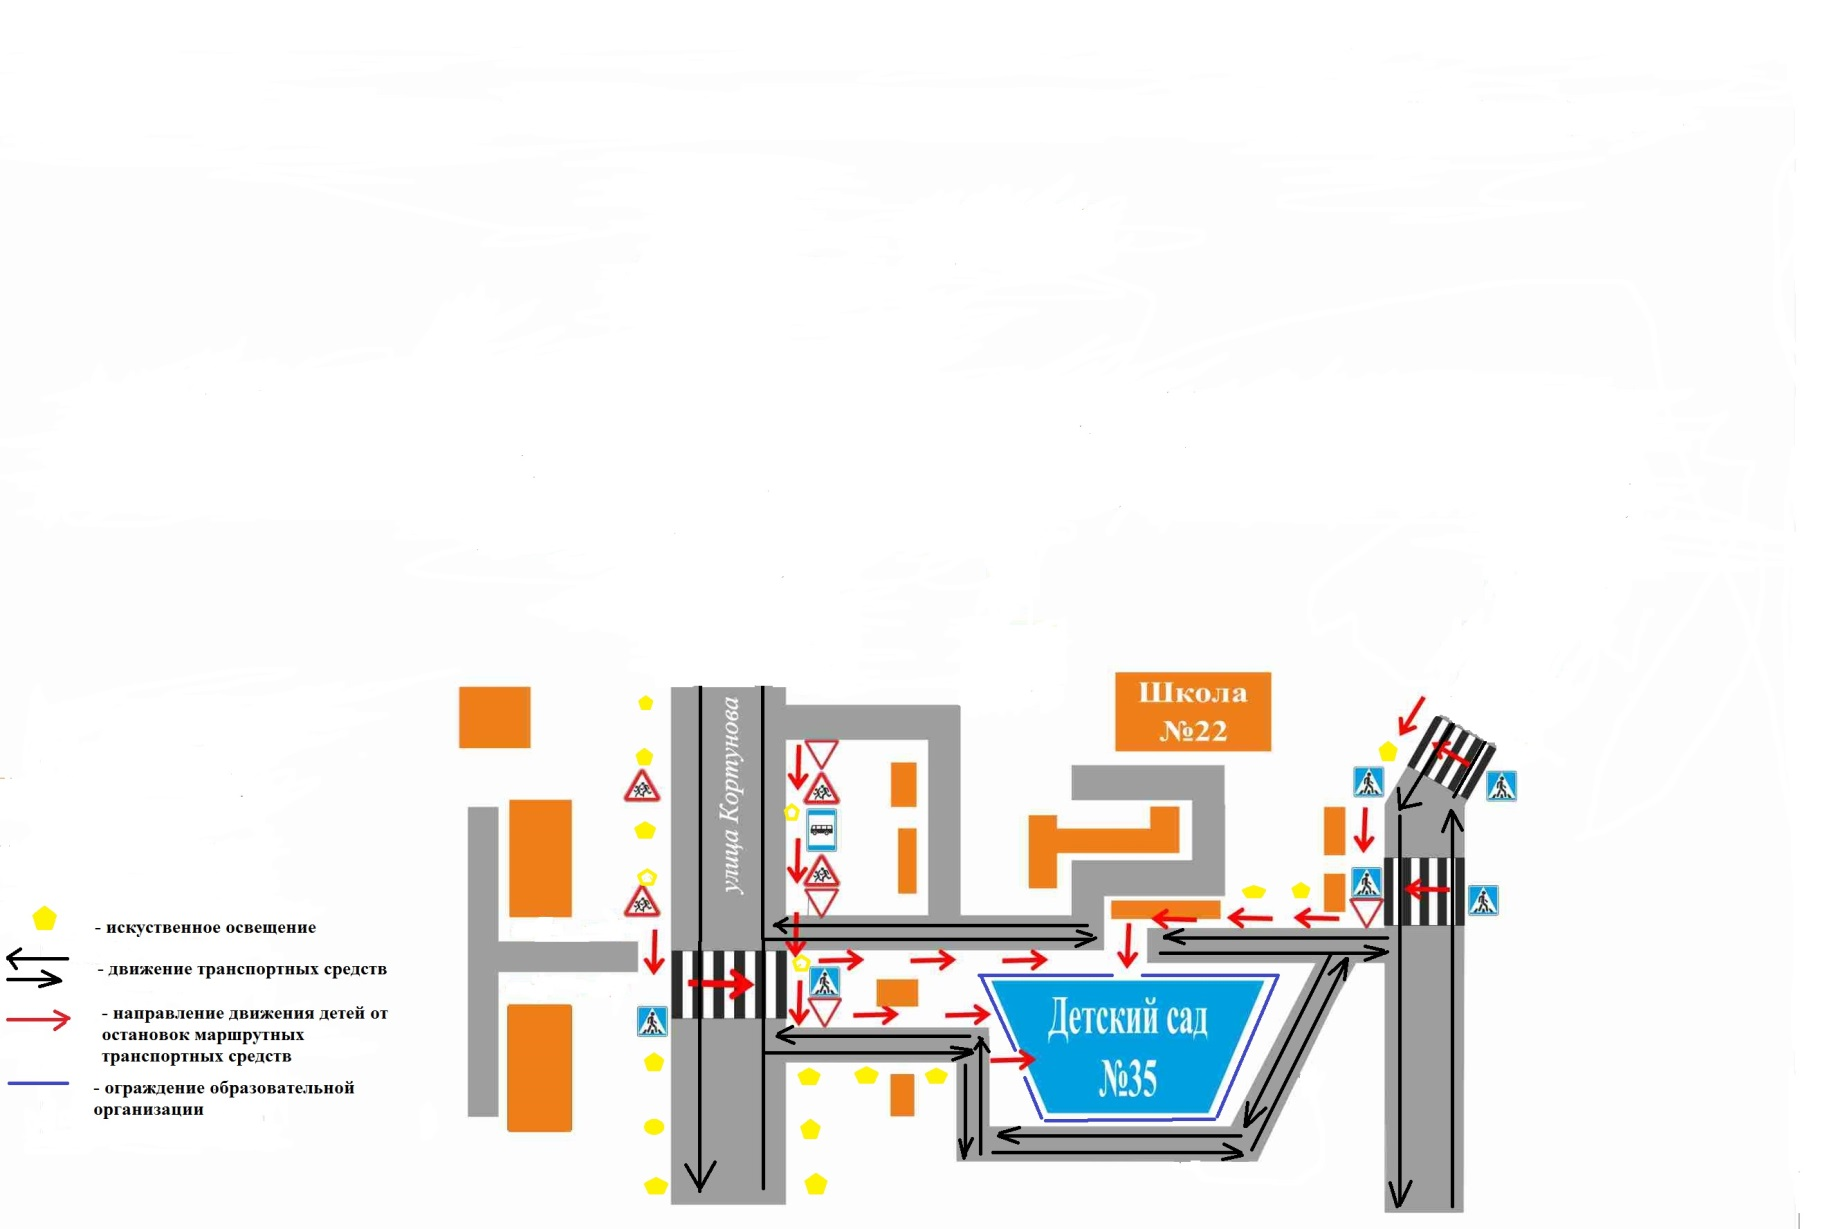 улица Кортунова
Школа
№22
Детский сад
№35
- искуственное освещение
- движение транспортных средств
- направление движения детей от
остановок маршрутных
транспортных средств
- ограждение образовательной
организации